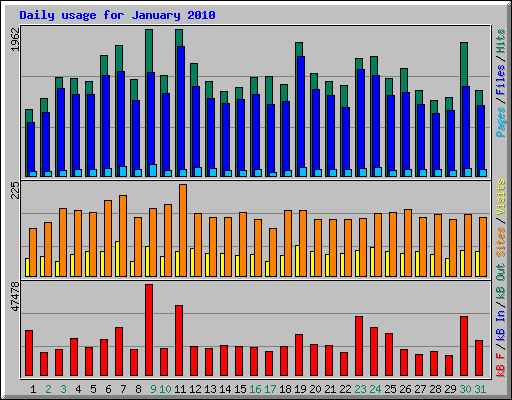 Daily usage for January 2010
1962
Pages / Files / Hits
225
Sites / Visits
47478
kB F / kB In / kB Out
1 2 3 4 5 6 7 8 9 10 11 12 13 14 15 16 17 18 19 20 21 22 23 24 25 26 27 28 29 30 31